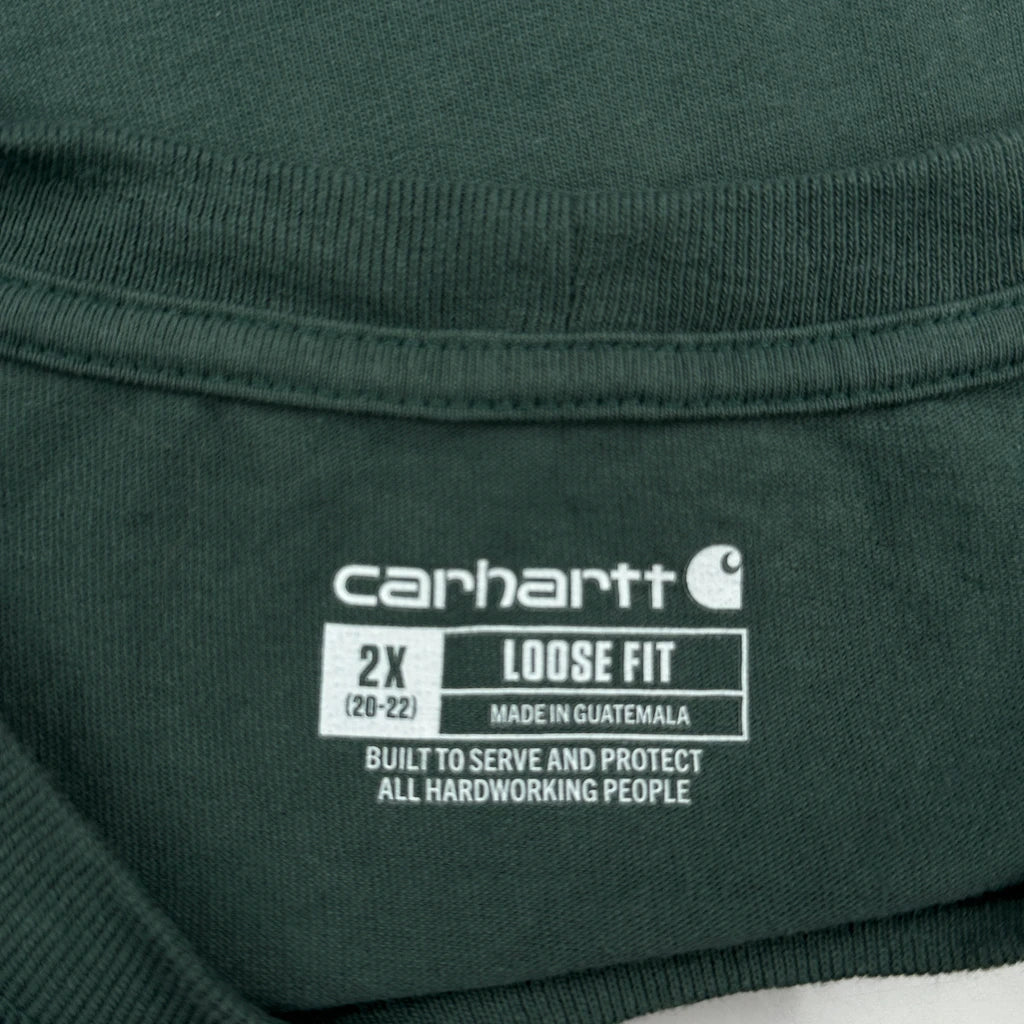 carhartt
2X
(20-22)
LOOSE FIT
MADE IN GUATEMALA
BUILT TO SERVE AND PROTECT
ALL HARDWORKING PEOPLE